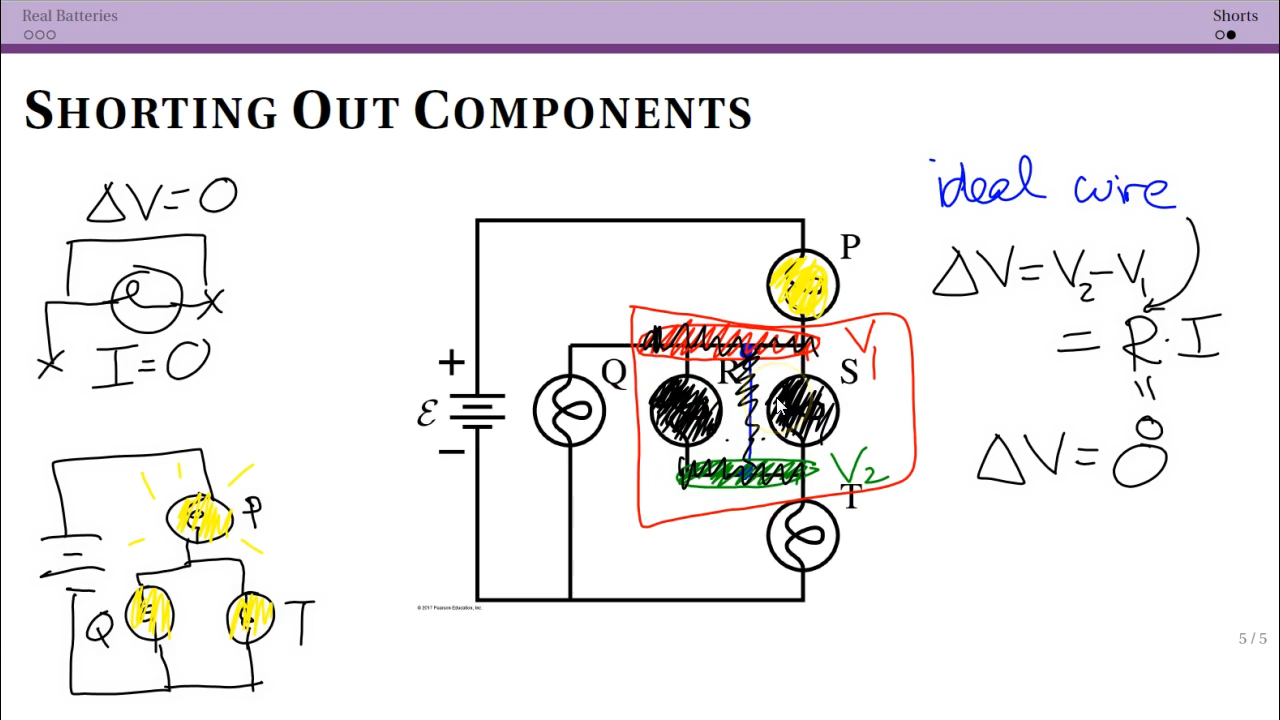 Real Batteries
Shorts
SHORTING OUT COMPONENTS
ΔV=0
I=0
P
Q
T
+
ℰ
−
P
Q
R
S
T
V₁
V₂
© 2017 Pearson Education, Inc.
ideal wire
ΔV=V₂-V₁
= R·I
"
0
ΔV=0
5 / 5